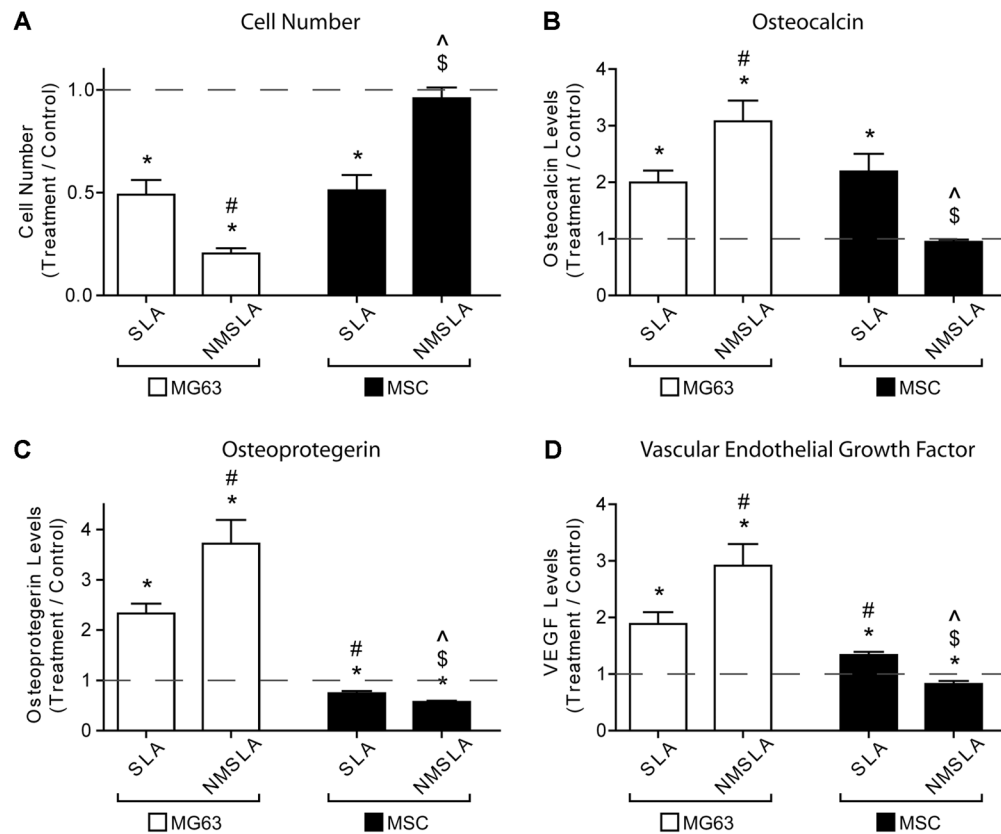 A Cell Number
^
$
1.0
*
*
#
*
0.5
0.0
Cell Number
(Treatment / Control)
SLA
NMSLA
SLA
NMSLA
MG63
MSC
B Osteocalcin
4
#
*
*
*
3
2
^
$
1
0
Osteocalcin Levels
(Treatment / Control)
SLA
NMSLA
SLA
NMSLA
MG63
MSC
C Osteoprotegerin
#
*
*
4
3
2
#
*
^
$
*
1
0
Osteoprotegerin Levels
(Treatment / Control)
SLA
NMSLA
SLA
NMSLA
MG63
MSC
D Vascular Endothelial Growth Factor
4
#
*
*
3
2
#
*
^
$
*
1
0
VEGF Levels
(Treatment / Control)
SLA
NMSLA
SLA
NMSLA
MG63
MSC